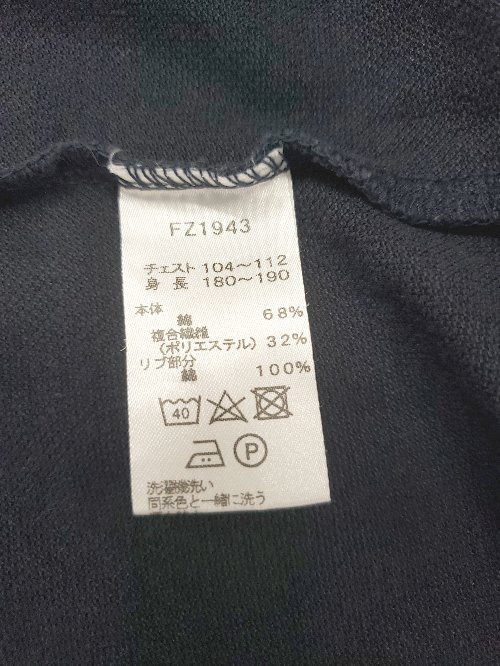 FZ1943
チェスト 104～112
身 長 180～190
本体
綿 68%
複合繊維
(ポリエステル) 32%
リブ部分
綿 100%
40
P
洗濯後洗い
同系色と一緒に洗う